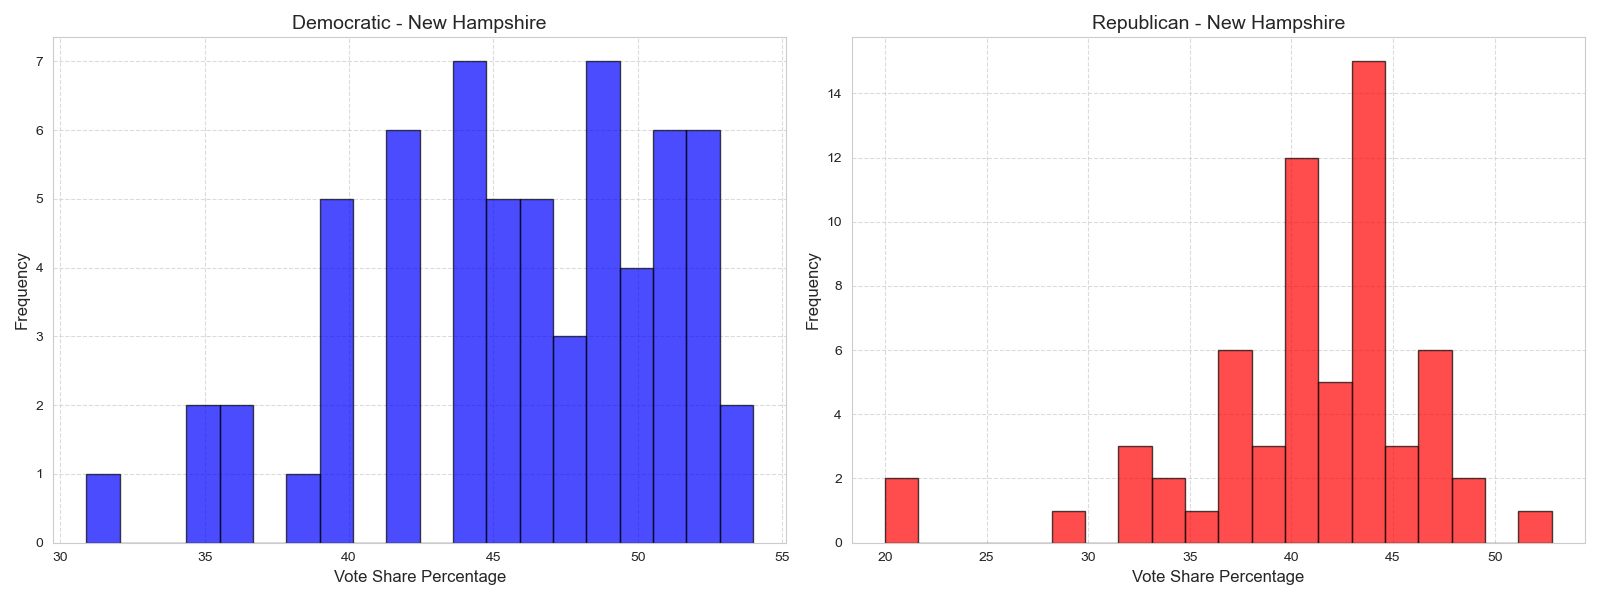 Democratic - New Hampshire
7
6
5
4
3
2
1
0
Frequency
30 35 40 45 50 55
Vote Share Percentage
Republican - New Hampshire
14
12
10
8
6
4
2
0
Frequency
20 25 30 35 40 45 50
Vote Share Percentage